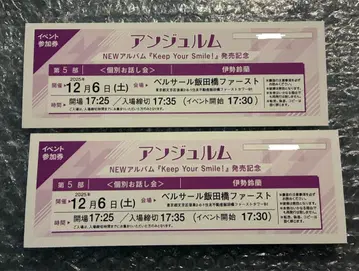 イベント
参加券
アンジュルム
NEWアルバム『Keep Your Smile!』発売記念
第5部 <個別お話し会> 伊勢鈴蘭
開催▶ 2025年 12月6日(土) 会場▶ ベルサール飯田橋ファースト
時間▶ 開場17:25／入場締切17:35（イベント開始 17:30）
イベント
参加券
アンジュルム
NEWアルバム『Keep Your Smile!』発売記念
第5部 <個別お話し会> 伊勢鈴蘭
開催▶ 2025年 12月6日(土) 会場▶ ベルサール飯田橋ファースト
時間▶ 開場17:25／入場締切17:35（イベント開始 17:30）